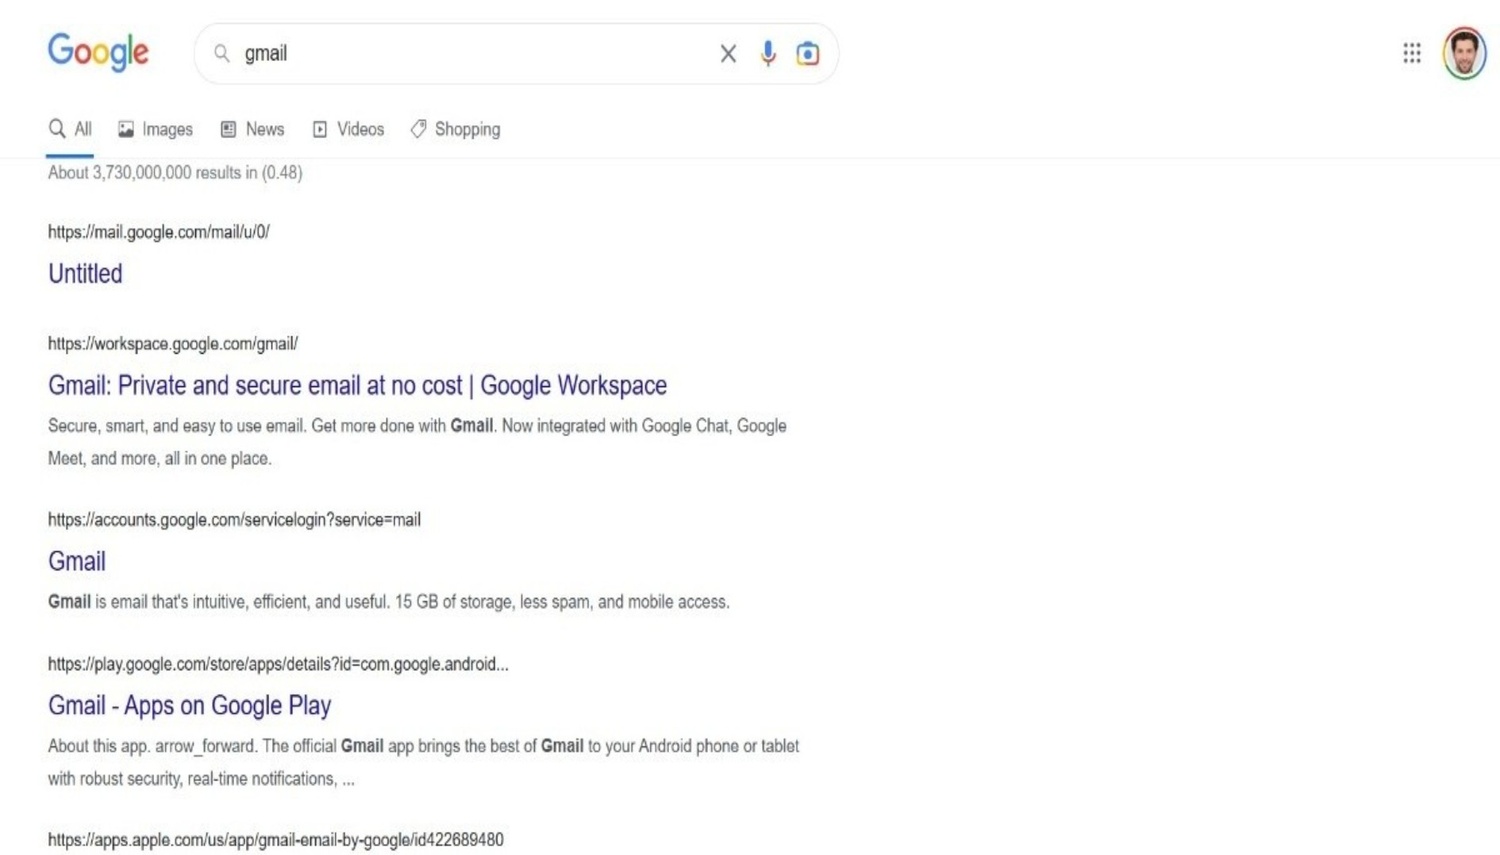 Google
gmail
All Images News Videos Shopping
About 3,730,000,000 results in (0.48)
https://mail.google.com/mail/u/0/
Untitled
https://workspace.google.com/gmail/
Gmail: Private and secure email at no cost | Google Workspace
Secure, smart, and easy to use email. Get more done with Gmail. Now integrated with Google Chat, Google
Meet, and more, all in one place.
https://accounts.google.com/servicelogin?service=mail
Gmail
Gmail is email that's intuitive, efficient, and useful. 15 GB of storage, less spam, and mobile access.
https://play.google.com/store/apps/details?id=com.google.android...
Gmail - Apps on Google Play
About this app. arrow_forward. The official Gmail app brings the best of Gmail to your Android phone or tablet
with robust security, real-time notifications, ...
https://apps.apple.com/us/app/gmail-email-by-google/id422689480